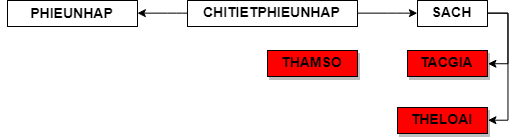 PHIEUNHAP
CHITIETPHIEUNHAP
SACH
THAMSO
TACGIA
THELOAI